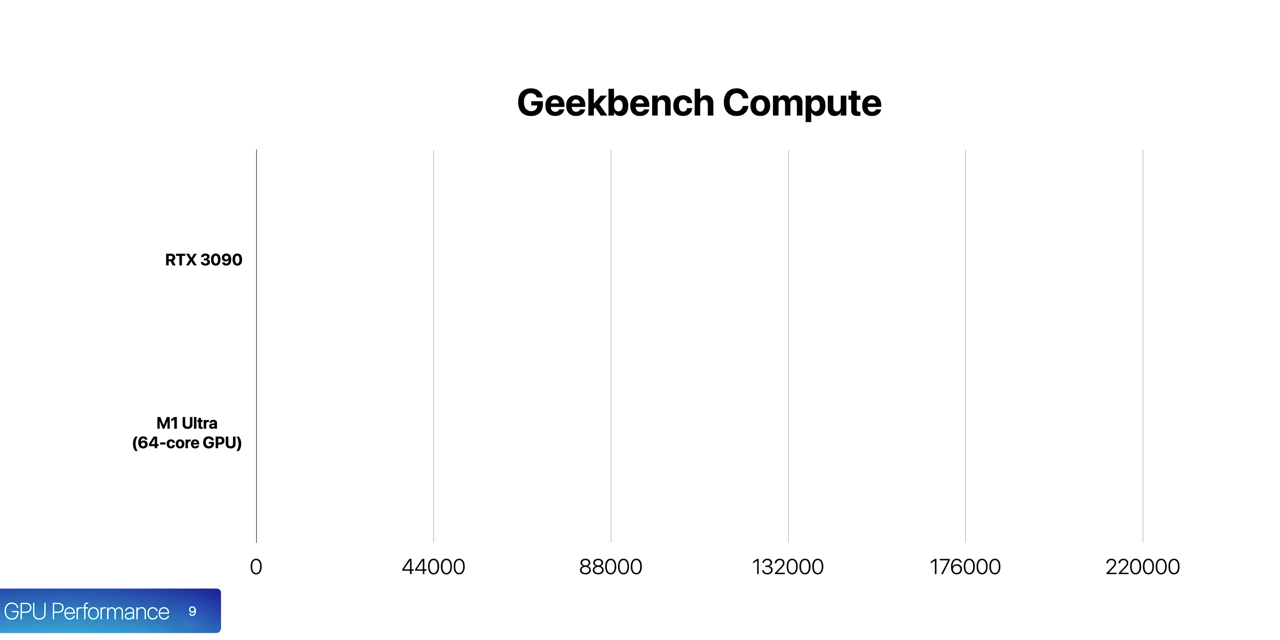 Geekbench Compute
RTX 3090
M1 Ultra
(64-core GPU)
0 44000 88000 132000 176000 220000
GPU Performance 9